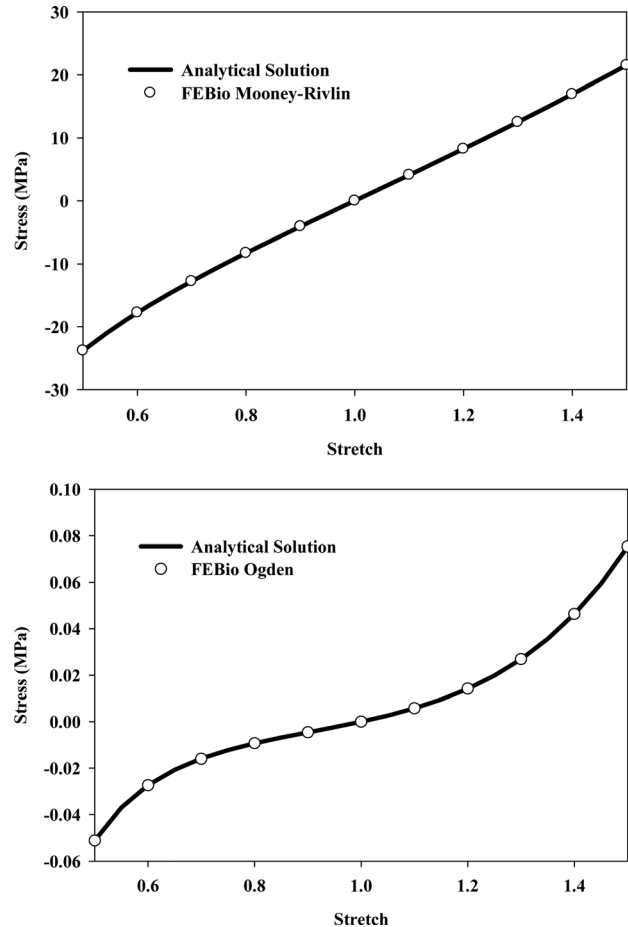 30
20
10
0
-10
-20
-30
Stress (MPa)
Analytical Solution
FEBio Mooney-Rivlin
0.6 0.8 1.0 1.2 1.4
Stretch
0.10
0.08
0.06
0.04
0.02
0.00
-0.02
-0.04
-0.06
Stress (MPa)
Analytical Solution
FEBio Ogden
0.6 0.8 1.0 1.2 1.4
Stretch